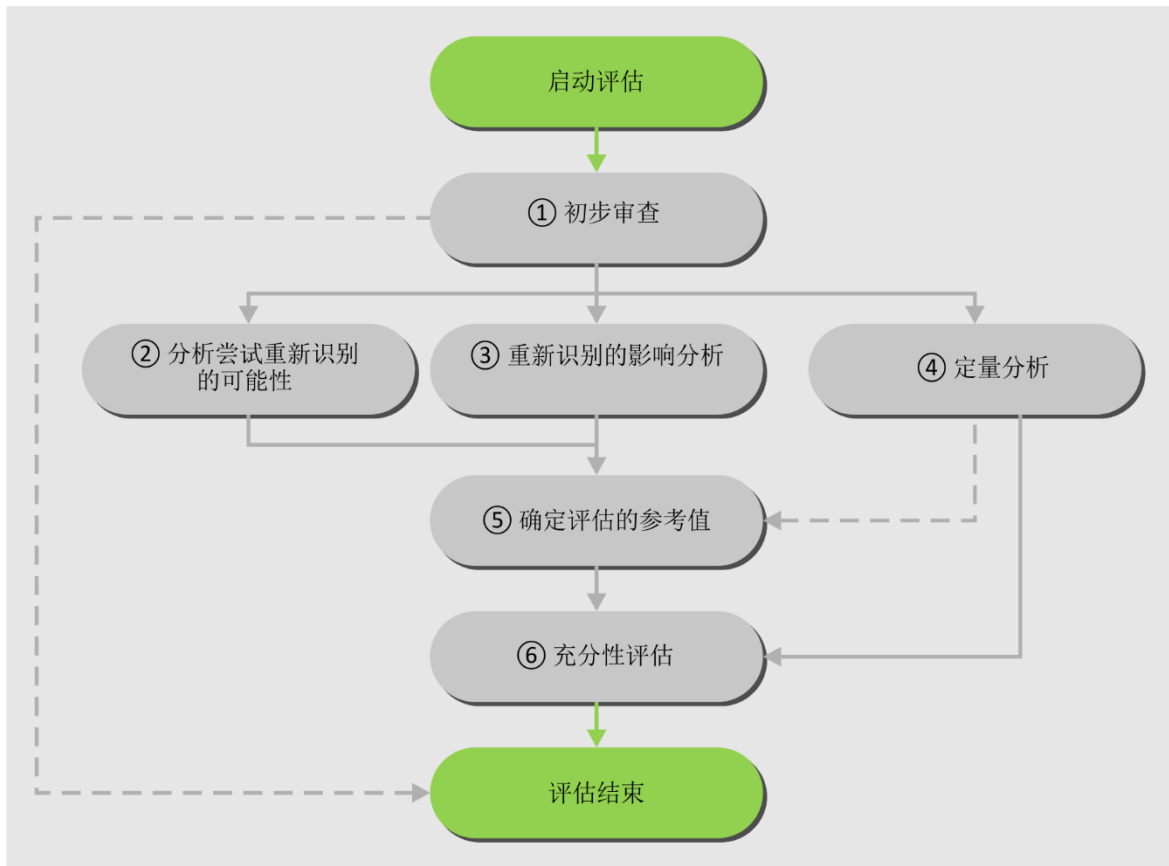 启动评估
① 初步审查
② 分析尝试重新识别
的可能性
③ 重新识别的影响分析
④ 定量分析
⑤ 确定评估的参考值
⑥ 充分性评估
评估结束